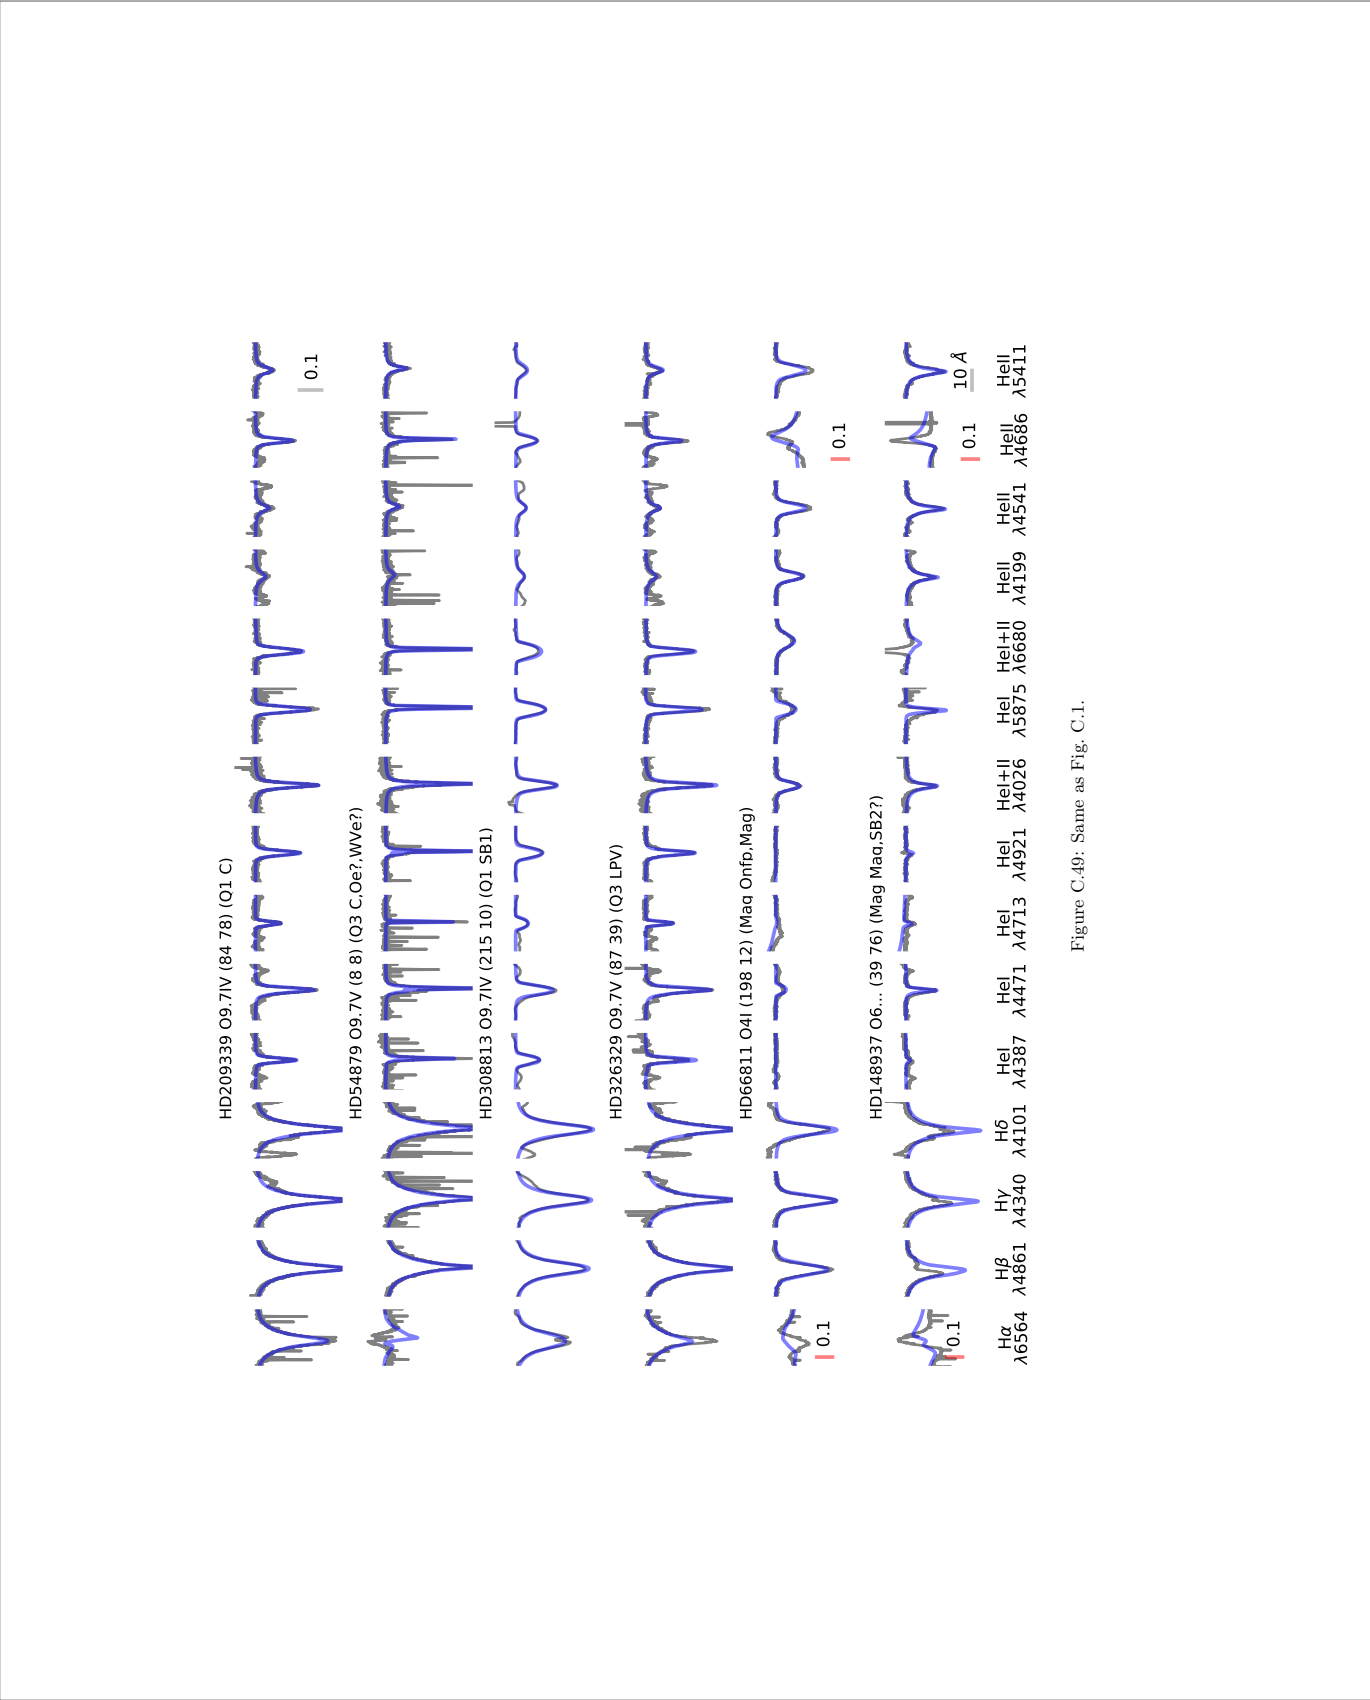 HD209339 O9.7IV (84 78) (Q1 C)
0.1
HD54879 O9.7V (8 8) (Q3 C,Oe?,WVe?)
HD308813 O9.7IV (215 10) (Q1 SB1)
HD326329 O9.7V (87 39) (Q3 LPV)
HD66811 O4I (198 12) (Maq Onfp,Mag)
0.1
0.1
HD148937 O6... (39 76) (Mag Maq,SB2?)
0.1
0.1
10 Å
Hα
λ6564
Hβ
λ4861
Hγ
λ4340
Hδ
λ4101
HeI
λ4387
HeI
λ4471
HeI
λ4713
HeI
λ4921
HeI+II
λ4026
HeI
λ5875
HeI+II
λ6680
HeII
λ4199
HeII
λ4541
HeII
λ4686
HeII
λ5411
Figure C.49: Same as Fig. C.1.